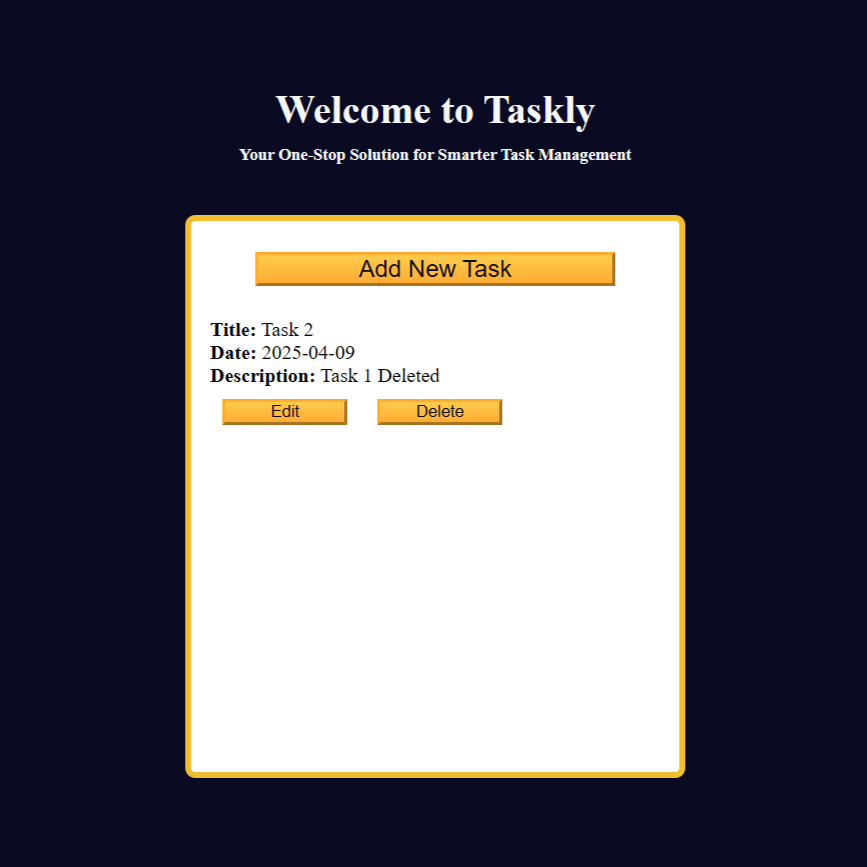 Welcome to Taskly
Your One-Stop Solution for Smarter Task Management
Add New Task
Title: Task 2
Date: 2025-04-09
Description: Task 1 Deleted
Edit Delete